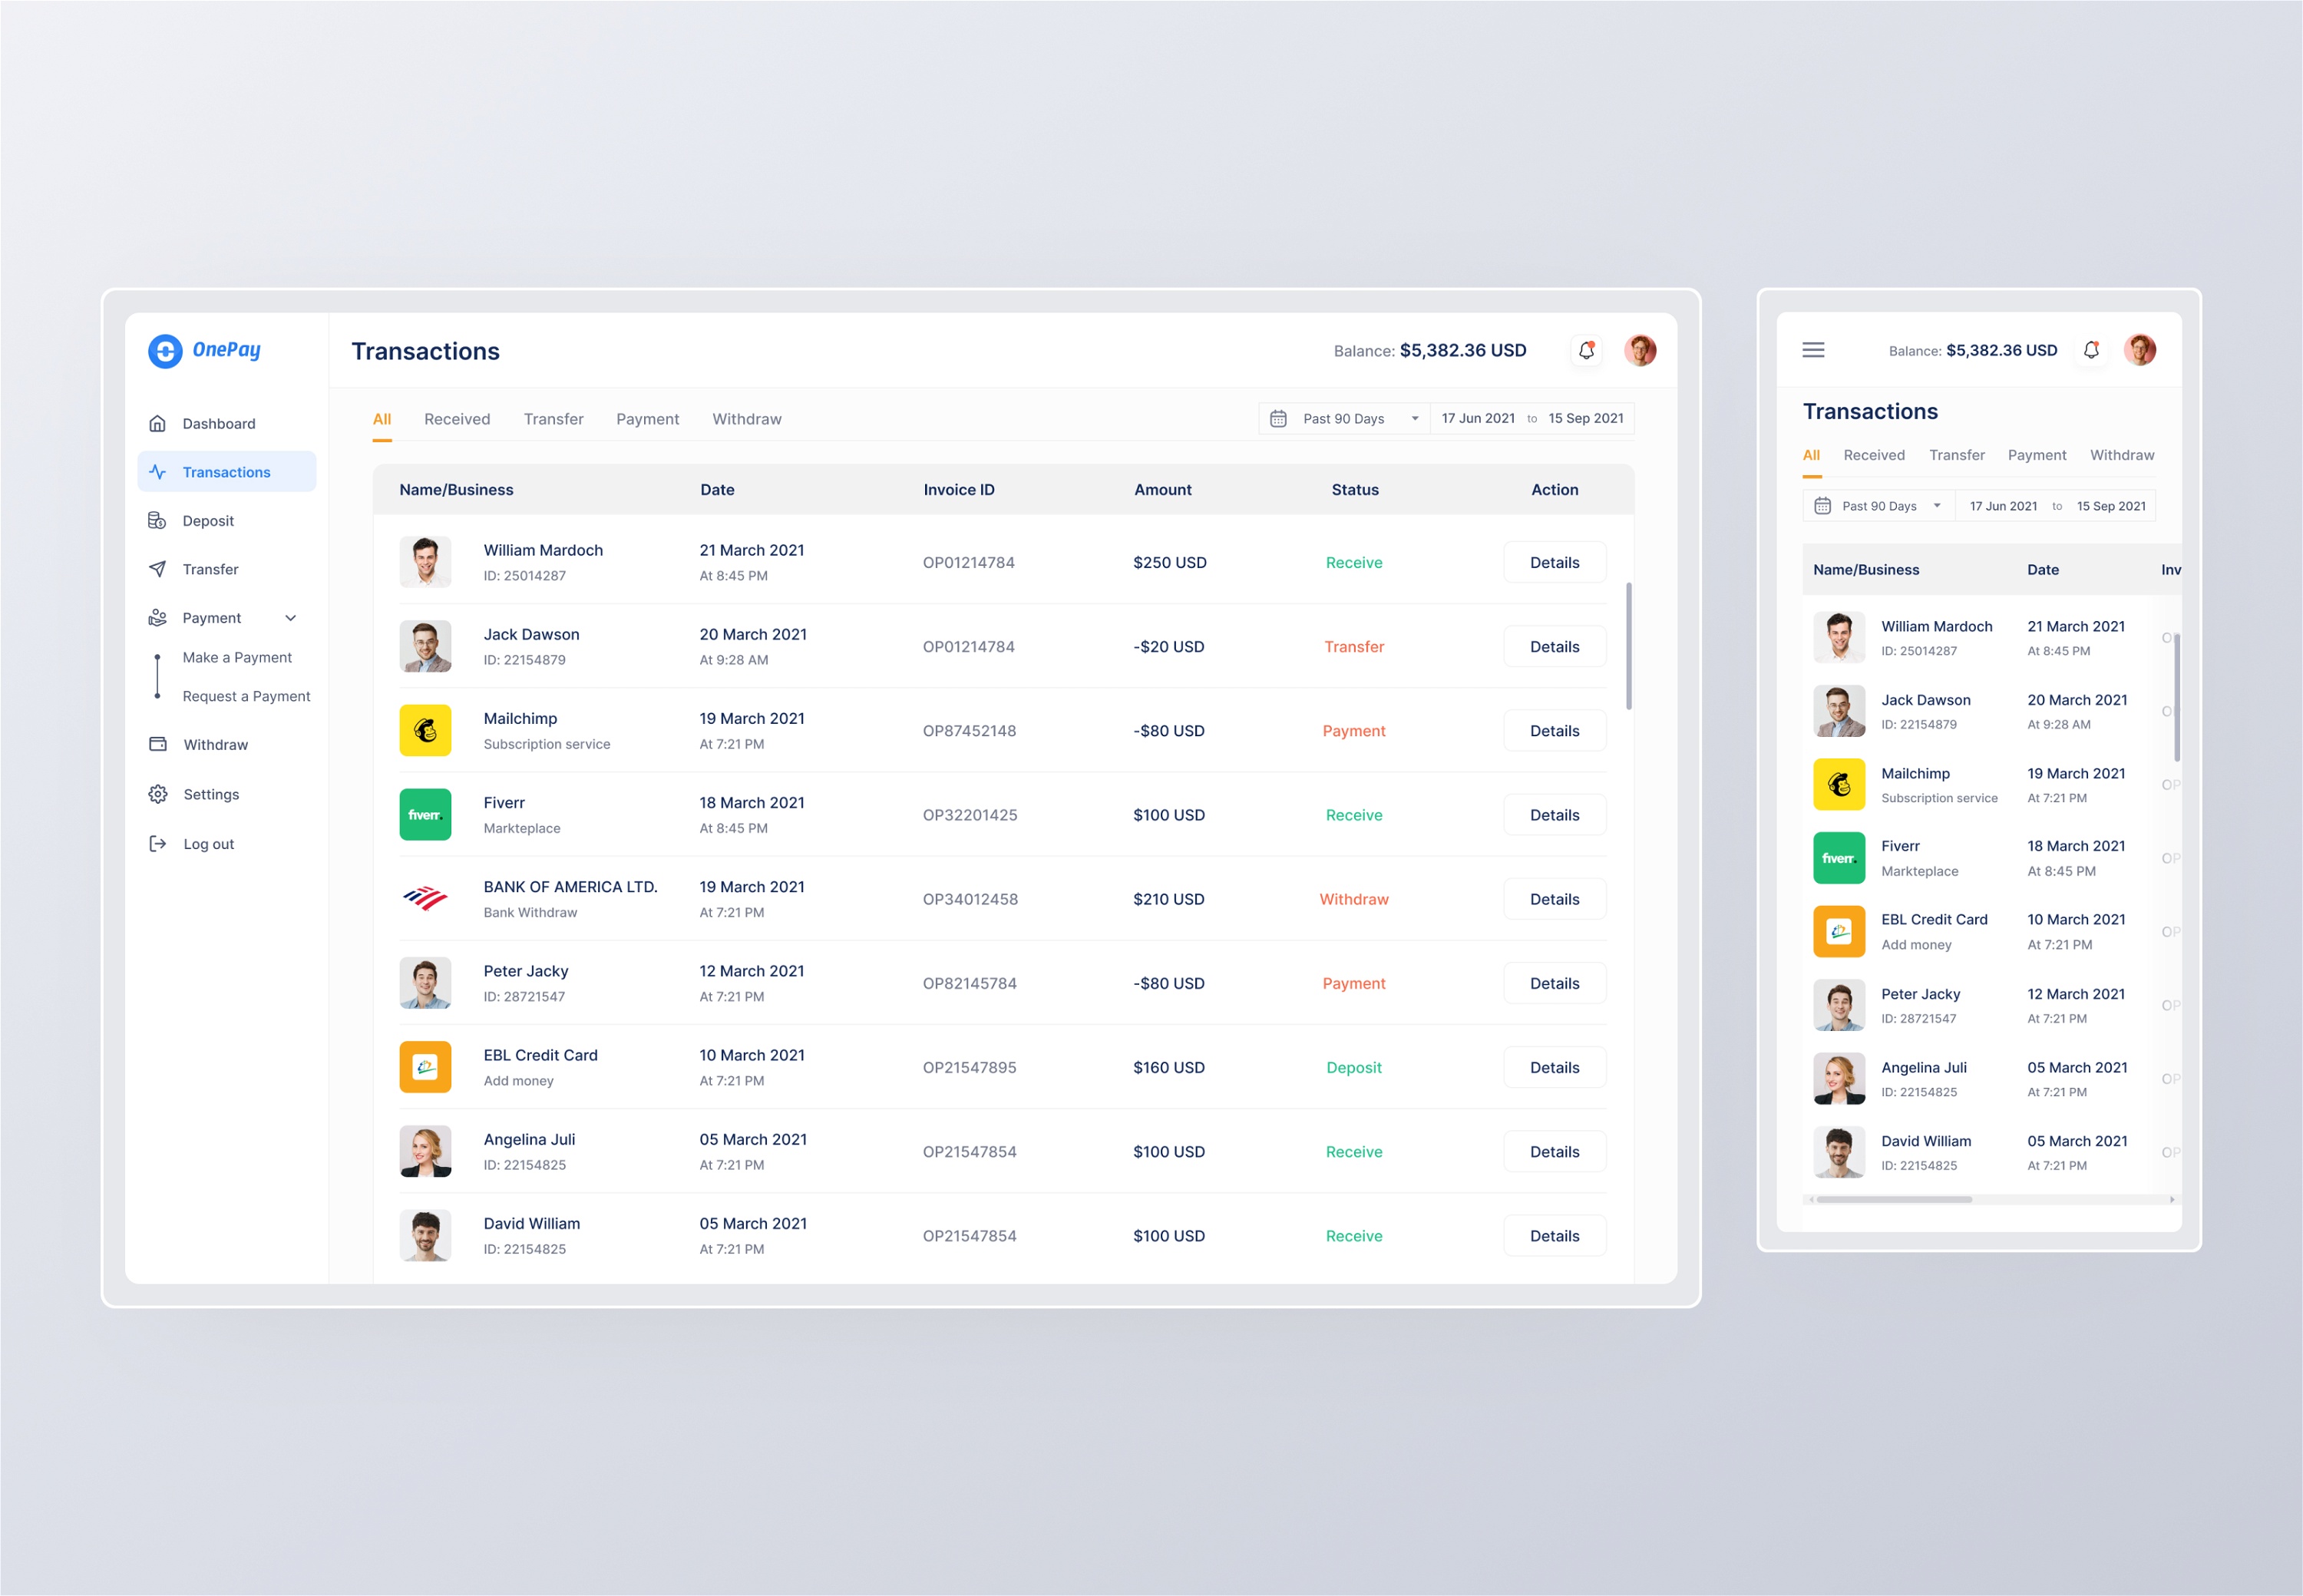 OnePay
Dashboard
Transactions
Deposit
Transfer
Payment
Make a Payment
Request a Payment
Withdraw
Settings
Log out
Transactions
Balance: $5,382.36 USD
All Received Transfer Payment Withdraw
Past 90 Days 17 Jun 2021 to 15 Sep 2021
Name/Business Date Invoice ID Amount Status Action
William Mardoch 21 March 2021 OP01214784 $250 USD Receive Details
ID: 25014287 At 8:45 PM
Jack Dawson 20 March 2021 OP01214784 -$20 USD Transfer Details
ID: 22154879 At 9:28 AM
Mailchimp 19 March 2021 OP87452148 -$80 USD Payment Details
Subscription service At 7:21 PM
fiverr. Fiverr 18 March 2021 OP32201425 $100 USD Receive Details
Markteplace At 8:45 PM
BANK OF AMERICA LTD. 19 March 2021 OP34012458 $210 USD Withdraw Details
Bank Withdraw At 7:21 PM
Peter Jacky 12 March 2021 OP82145784 -$80 USD Payment Details
ID: 28721547 At 7:21 PM
EBL Credit Card 10 March 2021 OP21547895 $160 USD Deposit Details
Add money At 7:21 PM
Angelina Juli 05 March 2021 OP21547854 $100 USD Receive Details
ID: 22154825 At 7:21 PM
David William 05 March 2021 OP21547854 $100 USD Receive Details
ID: 22154825 At 7:21 PM
Balance: $5,382.36 USD
Transactions
All Received Transfer Payment Withdraw
Past 90 Days 17 Jun 2021 to 15 Sep 2021
Name/Business Date Inv
William Mardoch 21 March 2021
ID: 25014287 At 8:45 PM
Jack Dawson 20 March 2021
ID: 22154879 At 9:28 AM
Mailchimp 19 March 2021 OP
Subscription service At 7:21 PM
fiverr. Fiverr 18 March 2021 OP
Markteplace At 8:45 PM
EBL Credit Card 10 March 2021 OP
Add money At 7:21 PM
Peter Jacky 12 March 2021 OP
ID: 28721547 At 7:21 PM
Angelina Juli 05 March 2021 OP
ID: 22154825 At 7:21 PM
David William 05 March 2021 OP
ID: 22154825 At 7:21 PM